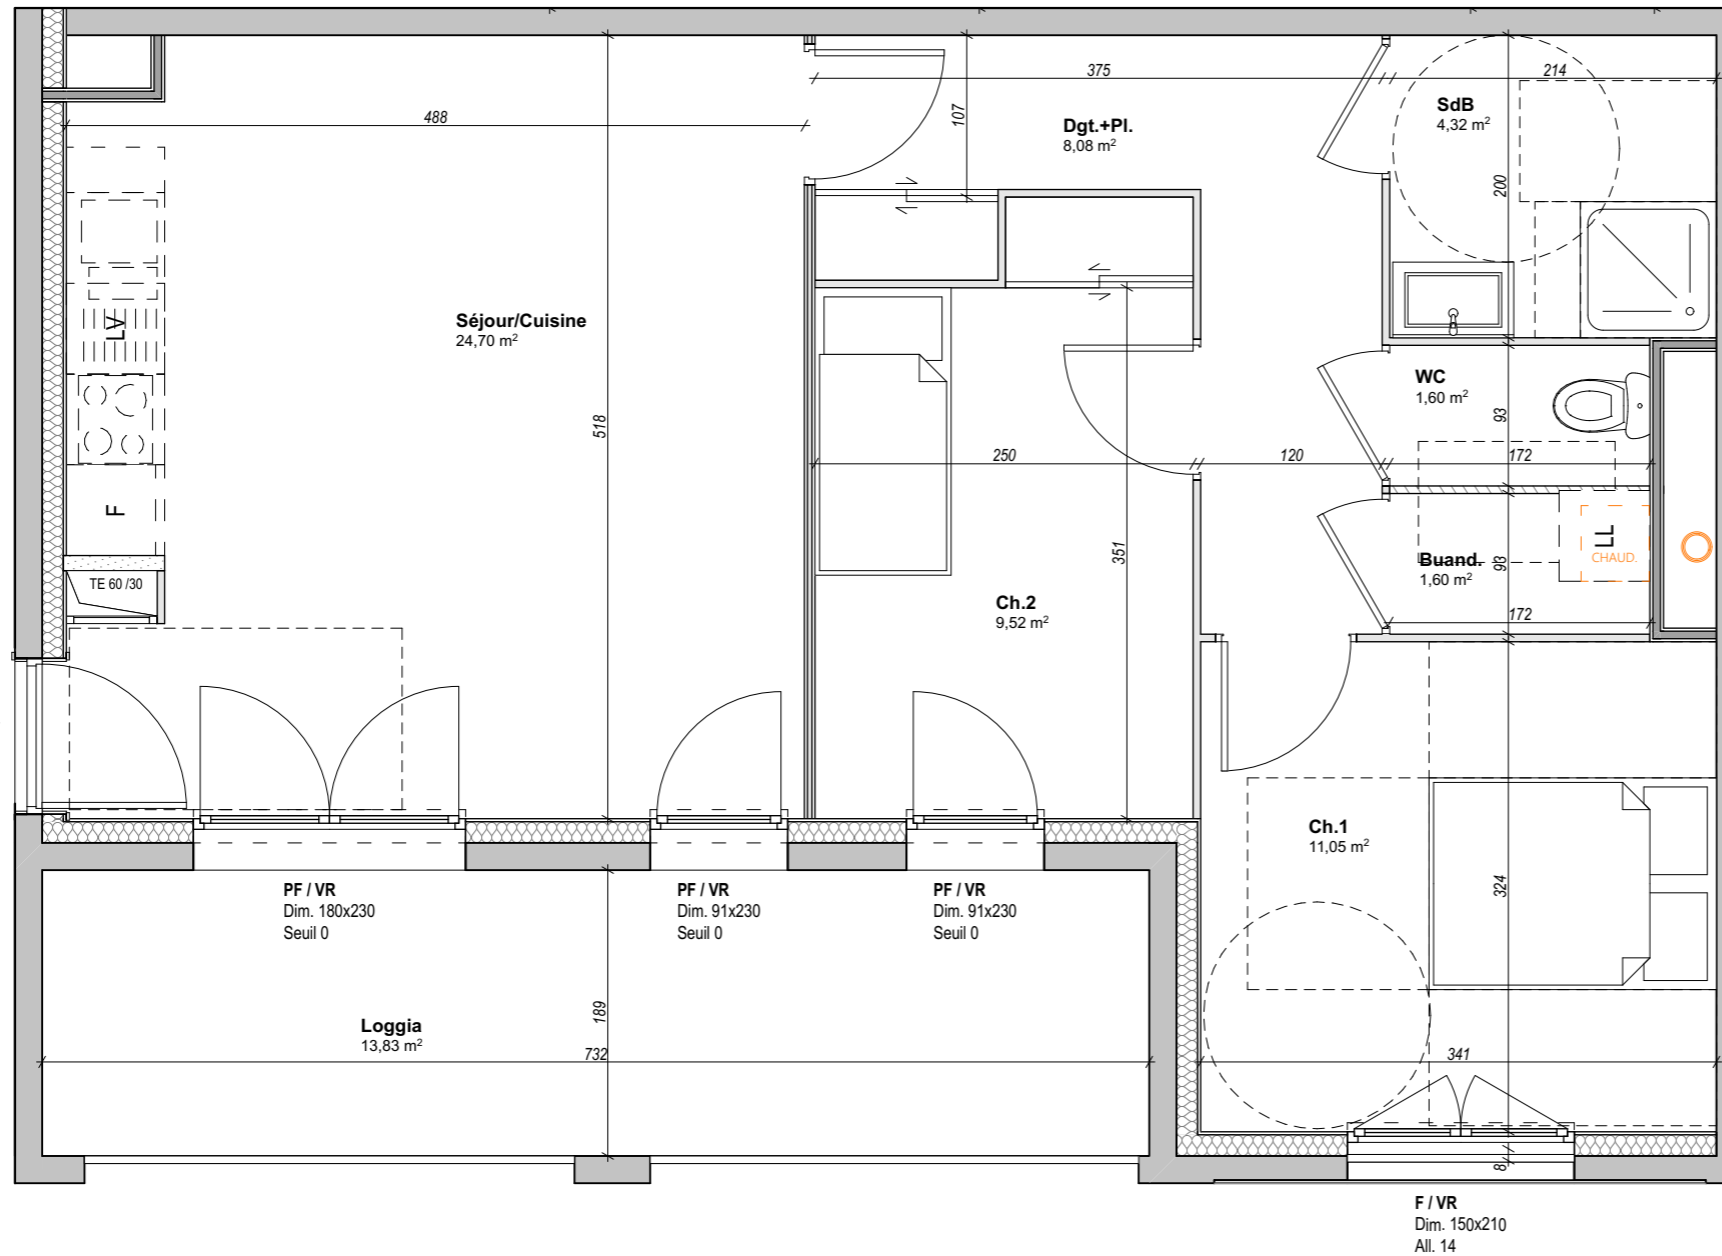 375
214
SdB
4,32 m²
107
488
Dgt.+Pl.
8,08 m²
200
Séjour/Cuisine
24,70 m²
LV
WC
1,60 m²
93
518
250
120
172
F
351
LL
CHAUD.
Buand.
1,60 m²
93
TE 60 /30
Ch.2
9,52 m²
172
Ch.1
11,05 m²
324
PF / VR
Dim. 180x230
Seuil 0
PF / VR
Dim. 91x230
Seuil 0
PF / VR
Dim. 91x230
Seuil 0
189
Loggia
13,83 m²
732
341
8
F / VR
Dim. 150x210
All. 14